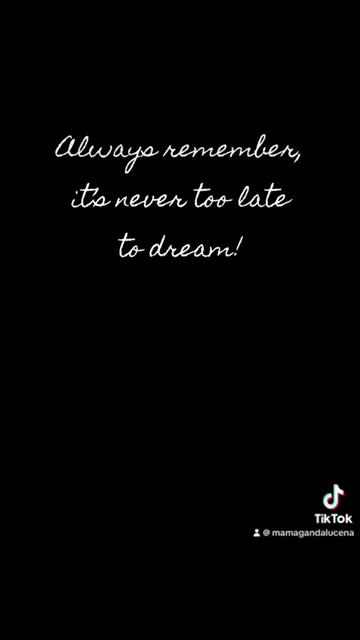 Always remember,
it's never too late
to dream!
TikTok
@ mamagandalucena